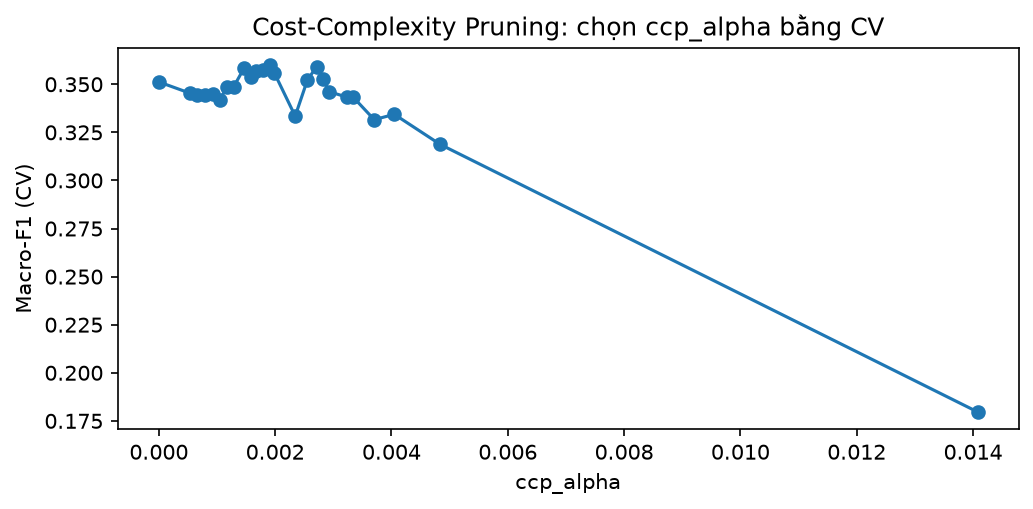 Cost-Complexity Pruning: chọn ccp_alpha bằng CV
Macro-F1 (CV)
0.350
0.325
0.300
0.275
0.250
0.225
0.200
0.175
0.000 0.002 0.004 0.006 0.008 0.010 0.012 0.014
ccp_alpha